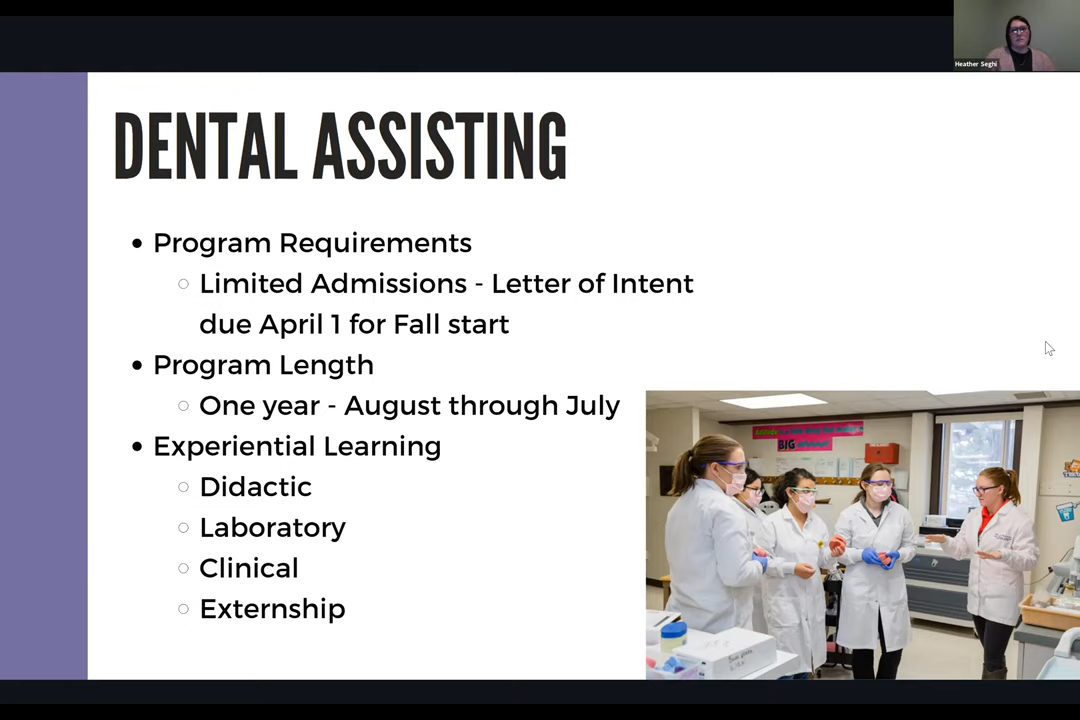 Heather Seghi
DENTAL ASSISTING
• Program Requirements
○ Limited Admissions - Letter of Intent
due April 1 for Fall start
• Program Length
○ One year - August through July
• Experiential Learning
○ Didactic
○ Laboratory
○ Clinical
○ Externship
BIG